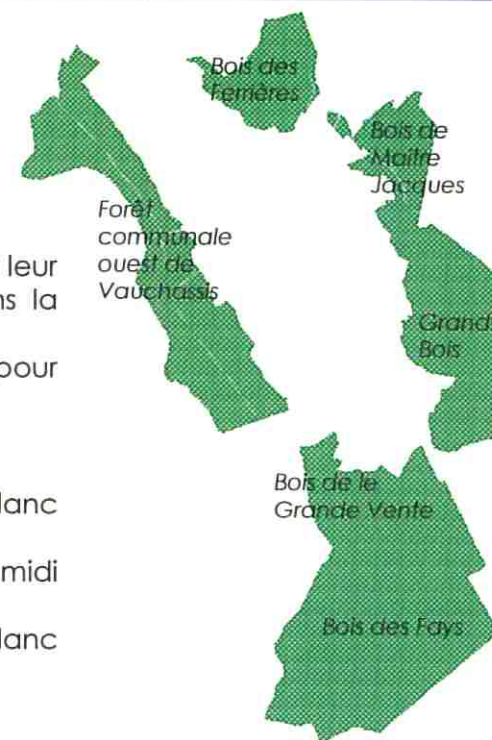 Bois des
Ferrières
Bois de
Maître
Jacques
Forêt
communale
ouest de
Vauchassis
leur
ns la
pour
Grand
Bois
lanc
midi
lanc
Bois de le
Grande Vente
Bois des Fays